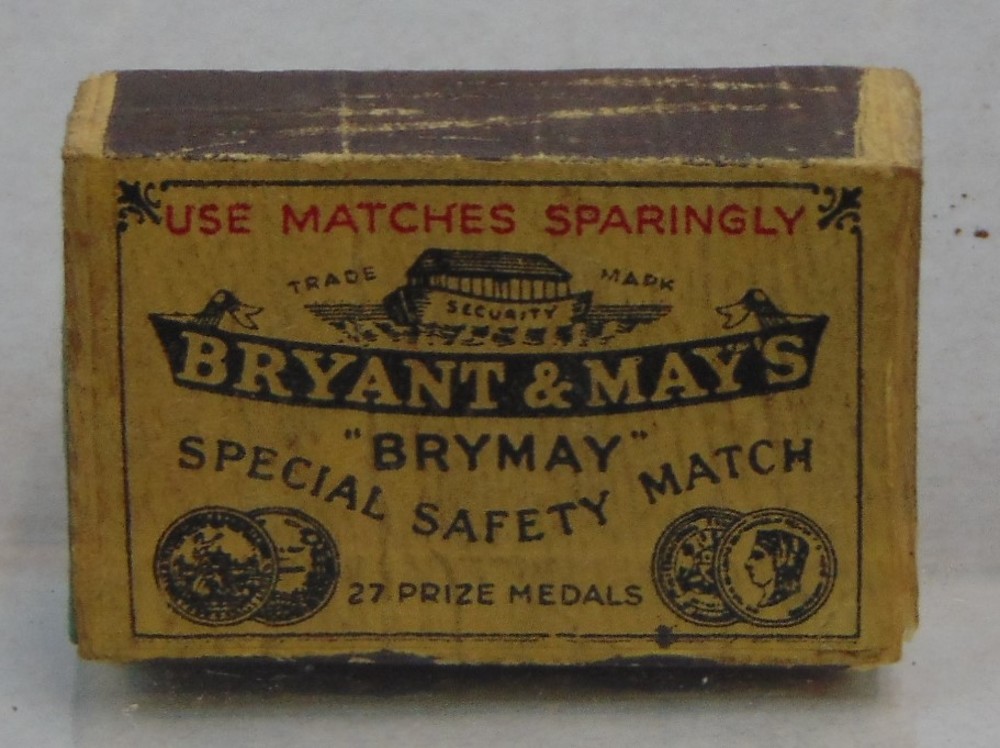 USE MATCHES SPARINGLY
TRADE MARK
SECURITY
BRYANT & MAY'S
"BRYMAY"
SPECIAL SAFETY MATCH
27 PRIZE MEDALS